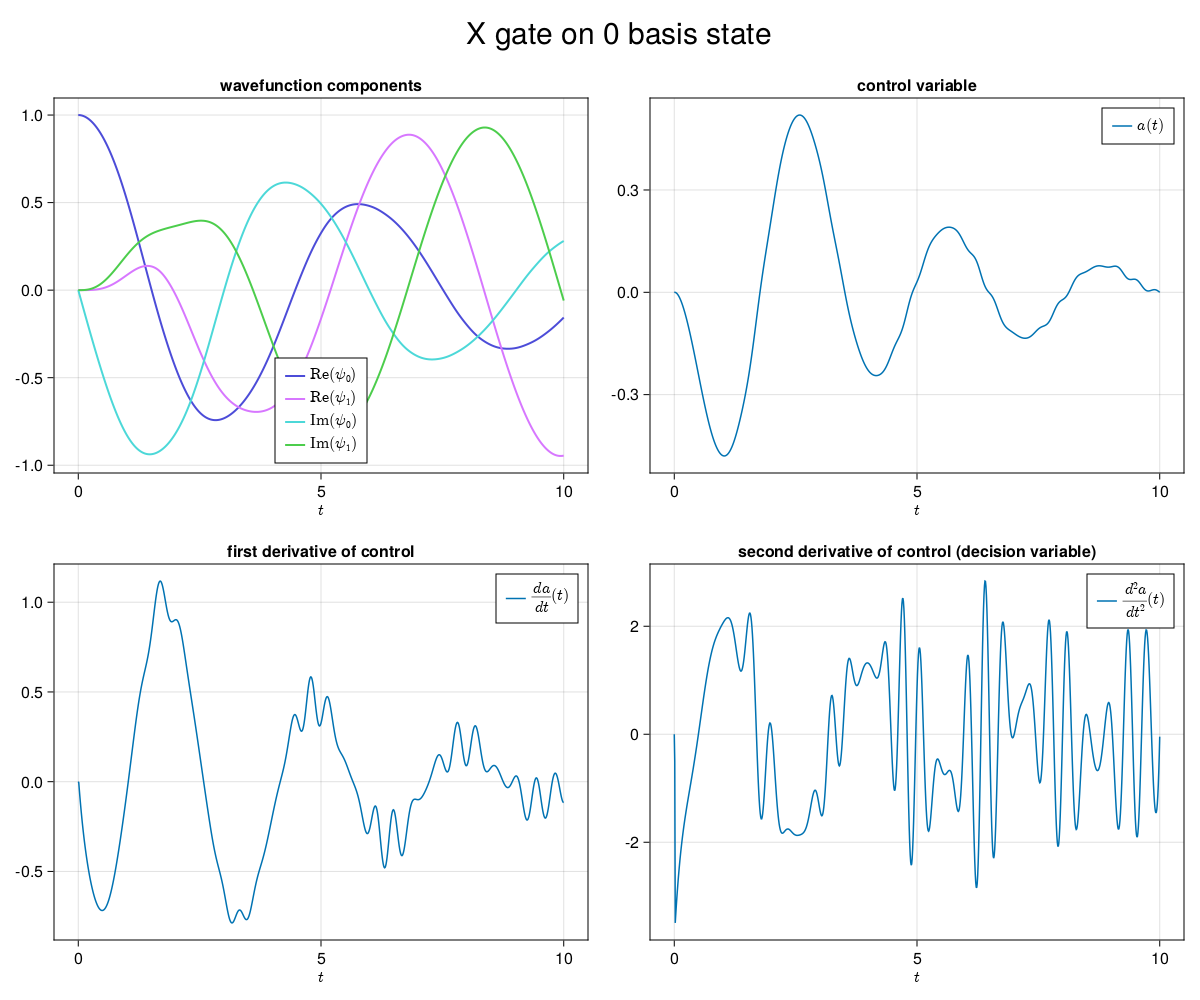 X gate on 0 basis state
wavefunction components
1.0
0.5
0.0
-0.5
-1.0
Re(ψ₀)
Re(ψ₁)
Im(ψ₀)
Im(ψ₁)
0 5 10
t
control variable
a(t)
0.3
0.0
-0.3
0 5 10
t
first derivative of control
da/dt(t)
1.0
0.5
0.0
-0.5
0 5 10
t
second derivative of control (decision variable)
d²a/dt²(t)
2
0
-2
0 5 10
t